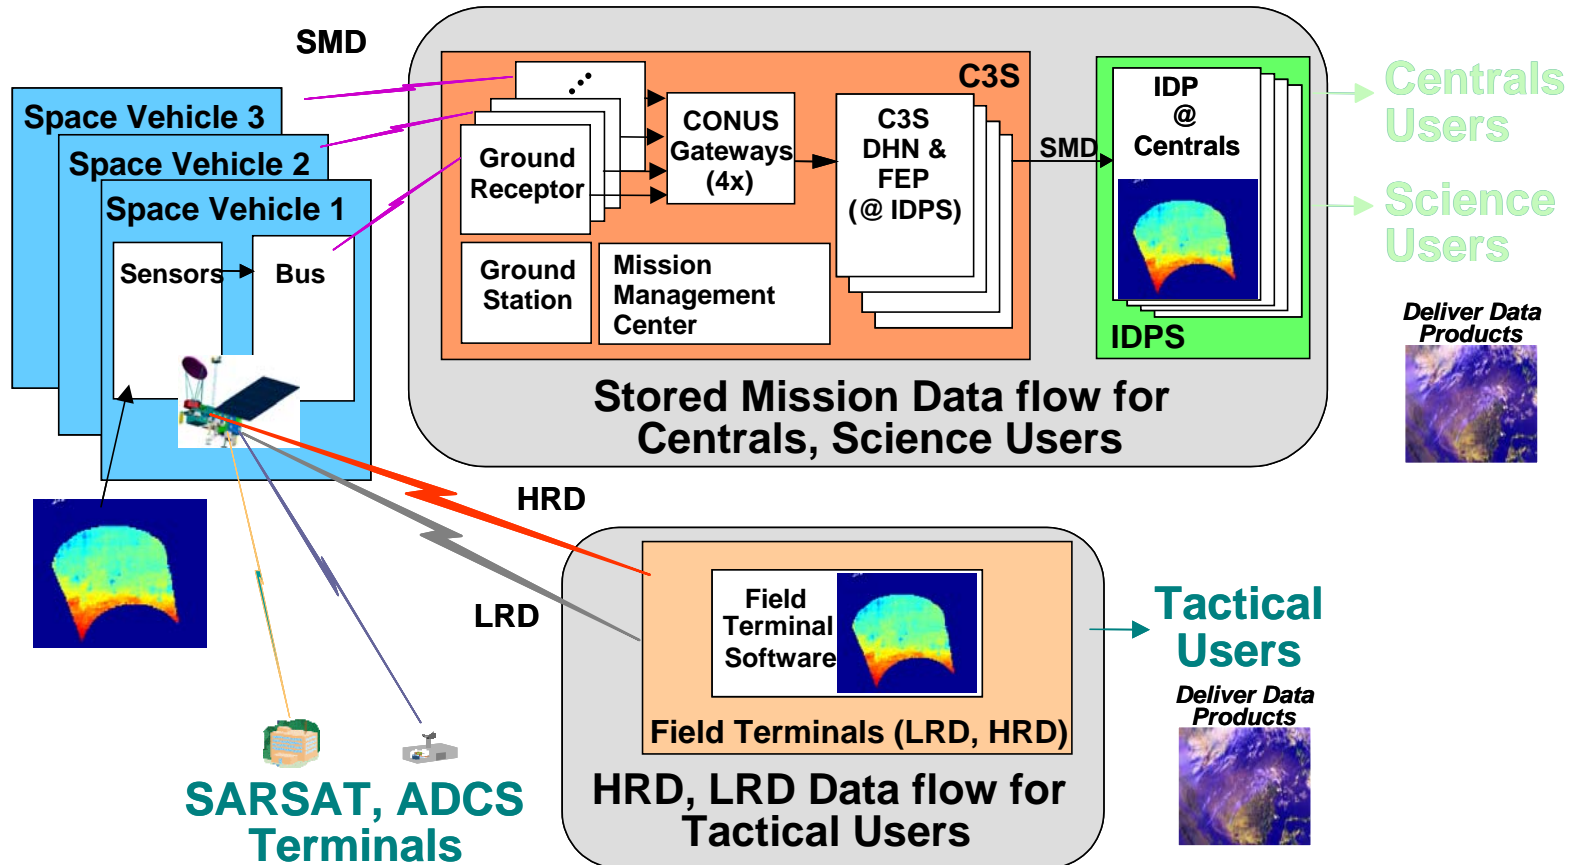 SMD
Space Vehicle 3
Space Vehicle 2
Space Vehicle 1
Sensors
Bus
C3S
Ground
Receptor
CONUS
Gateways
(4x)
C3S
DHN &
FEP
(@ IDPS)
Ground
Station
Mission
Management
Center
SMD
IDP
@
Centrals
IDPS
Stored Mission Data flow for
Centrals, Science Users
Centrals
Users
Science
Users
Deliver Data
Products
HRD
LRD
Field
Terminal
Software
Field Terminals (LRD, HRD)
HRD, LRD Data flow for
Tactical Users
Tactical
Users
Deliver Data
Products
SARSAT, ADCS
Terminals